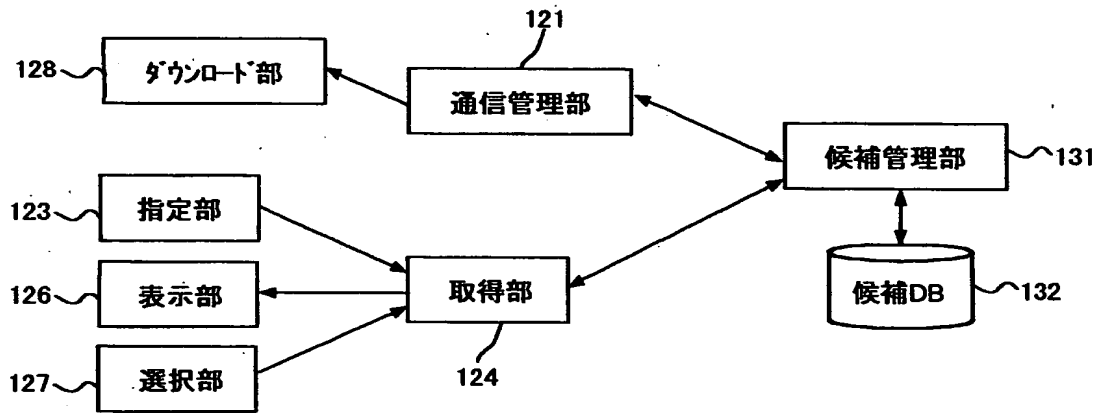 121
128
ﾀﾞｳﾝﾛｰﾄﾞ部
通信管理部
候補管理部
131
123
指定部
126
表示部
取得部
候補DB
132
127
選択部
124